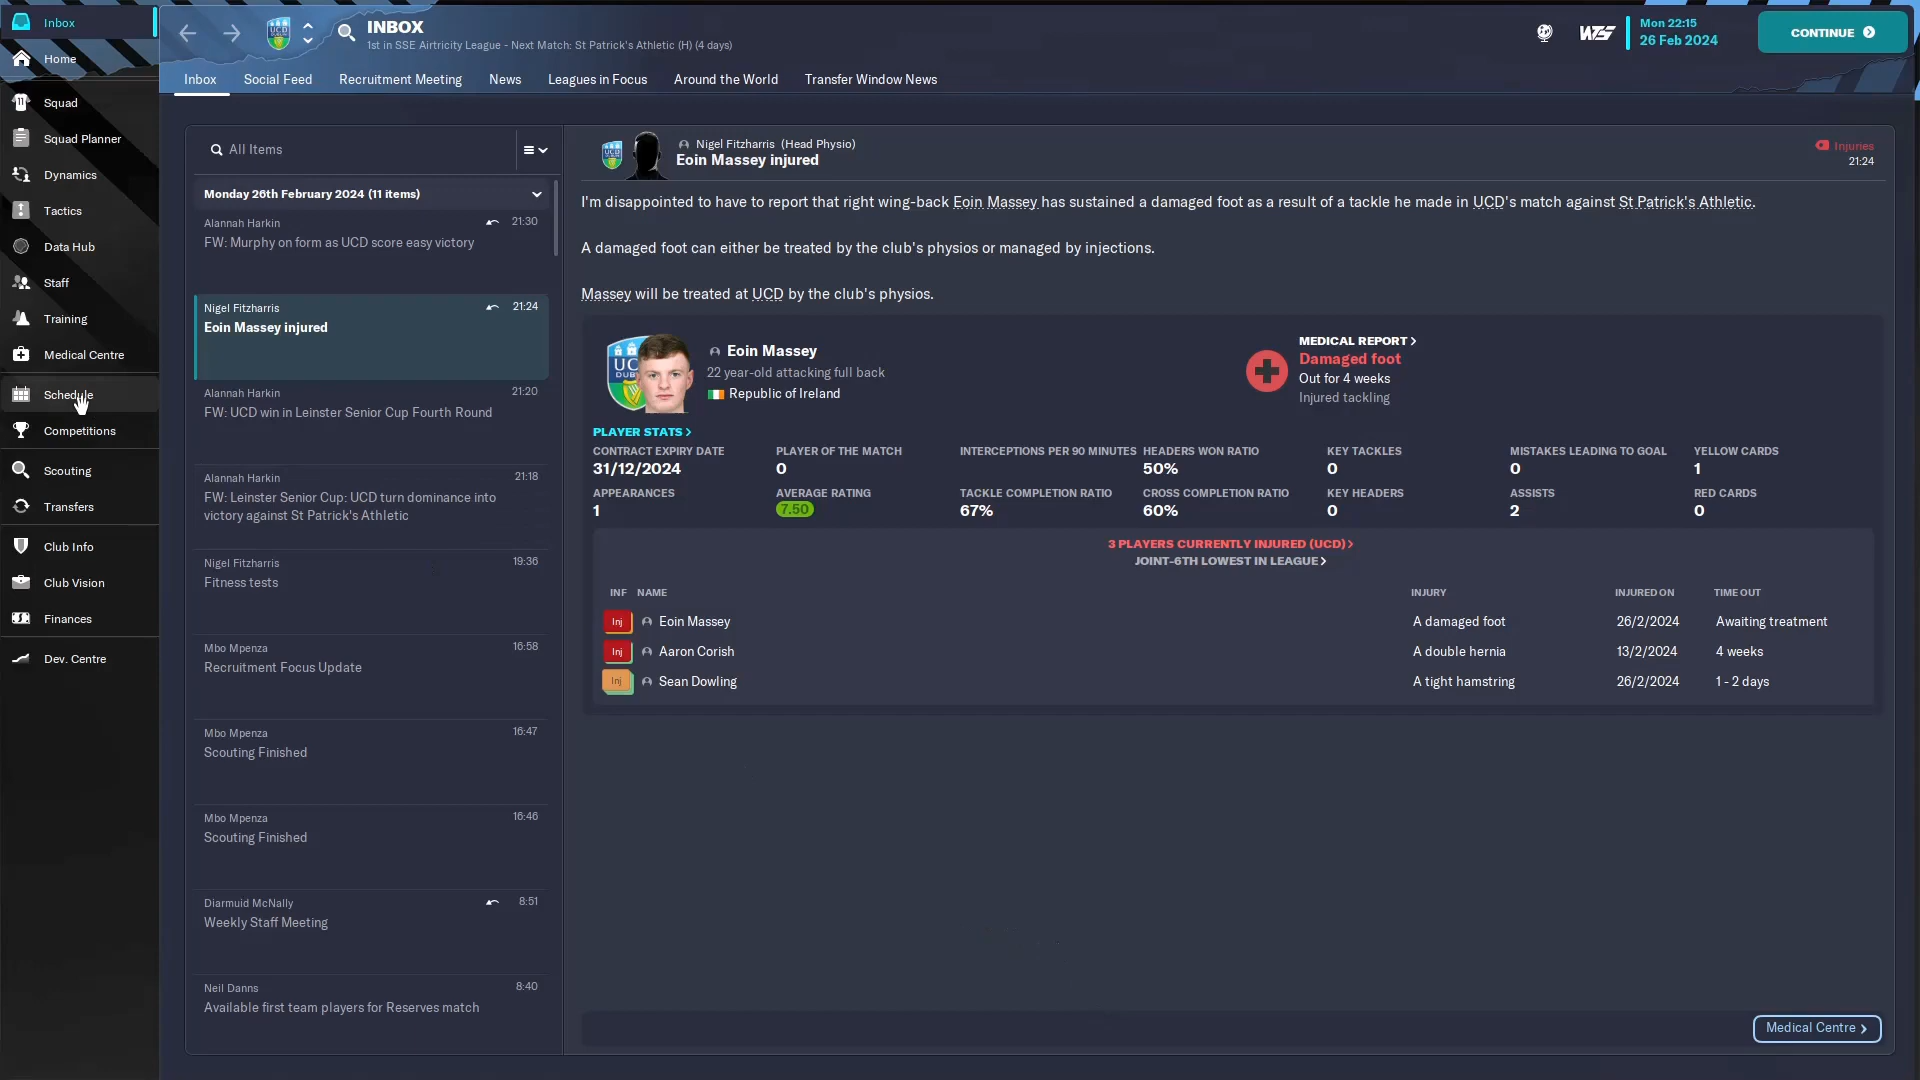 Inbox
Home
Squad
Squad Planner
Dynamics
Tactics
Data Hub
Staff
Training
Medical Centre
Schedule
Competitions
Scouting
Transfers
Club Info
Club Vision
Finances
Dev. Centre
INBOX
1st in SSE Airtricity League - Next Match: St Patrick's Athletic (H) (4 days)
Mon 22:15
26 Feb 2024
CONTINUE
Inbox Social Feed Recruitment Meeting News Leagues in Focus Around the World Transfer Window News
All Items
Monday 26th February 2024 (11 items)
Alannah Harkin 21:30
FW: Murphy on form as UCD score easy victory
Nigel Fitzharris 21:24
Eoin Massey injured
Alannah Harkin 21:20
FW: UCD win in Leinster Senior Cup Fourth Round
Alannah Harkin 21:18
FW: Leinster Senior Cup: UCD turn dominance into
victory against St Patrick's Athletic
Nigel Fitzharris 19:36
Fitness tests
Mbo Mpenza 16:58
Recruitment Focus Update
Mbo Mpenza 16:47
Scouting Finished
Mbo Mpenza 16:46
Scouting Finished
Diarmuid McNally 8:51
Weekly Staff Meeting
Neil Danns 8:40
Available first team players for Reserves match
Nigel Fitzharris (Head Physio)
Eoin Massey injured
Injuries
21:24
I'm disappointed to have to report that right wing-back Eoin Massey has sustained a damaged foot as a result of a tackle he made in UCD's match against St Patrick's Athletic.
A damaged foot can either be treated by the club's physios or managed by injections.
Massey will be treated at UCD by the club's physios.
Eoin Massey
22 year-old attacking full back
Republic of Ireland
MEDICAL REPORT
Damaged foot
Out for 4 weeks
Injured tackling
PLAYER STATS
CONTRACT EXPIRY DATE PLAYER OF THE MATCH INTERCEPTIONS PER 90 MINUTES HEADERS WON RATIO KEY TACKLES MISTAKES LEADING TO GOAL YELLOW CARDS
31/12/2024 0 50% 0 0 1
APPEARANCES AVERAGE RATING TACKLE COMPLETION RATIO CROSS COMPLETION RATIO KEY HEADERS ASSISTS RED CARDS
1 7.50 67% 60% 0 2 0
3 PLAYERS CURRENTLY INJURED (UCD)
JOINT-6TH LOWEST IN LEAGUE
INF NAME INJURY INJURED ON TIME OUT
Inj Eoin Massey A damaged foot 26/2/2024 Awaiting treatment
Inj Aaron Corish A double hernia 13/2/2024 4 weeks
Inj Sean Dowling A tight hamstring 26/2/2024 1 - 2 days
Medical Centre